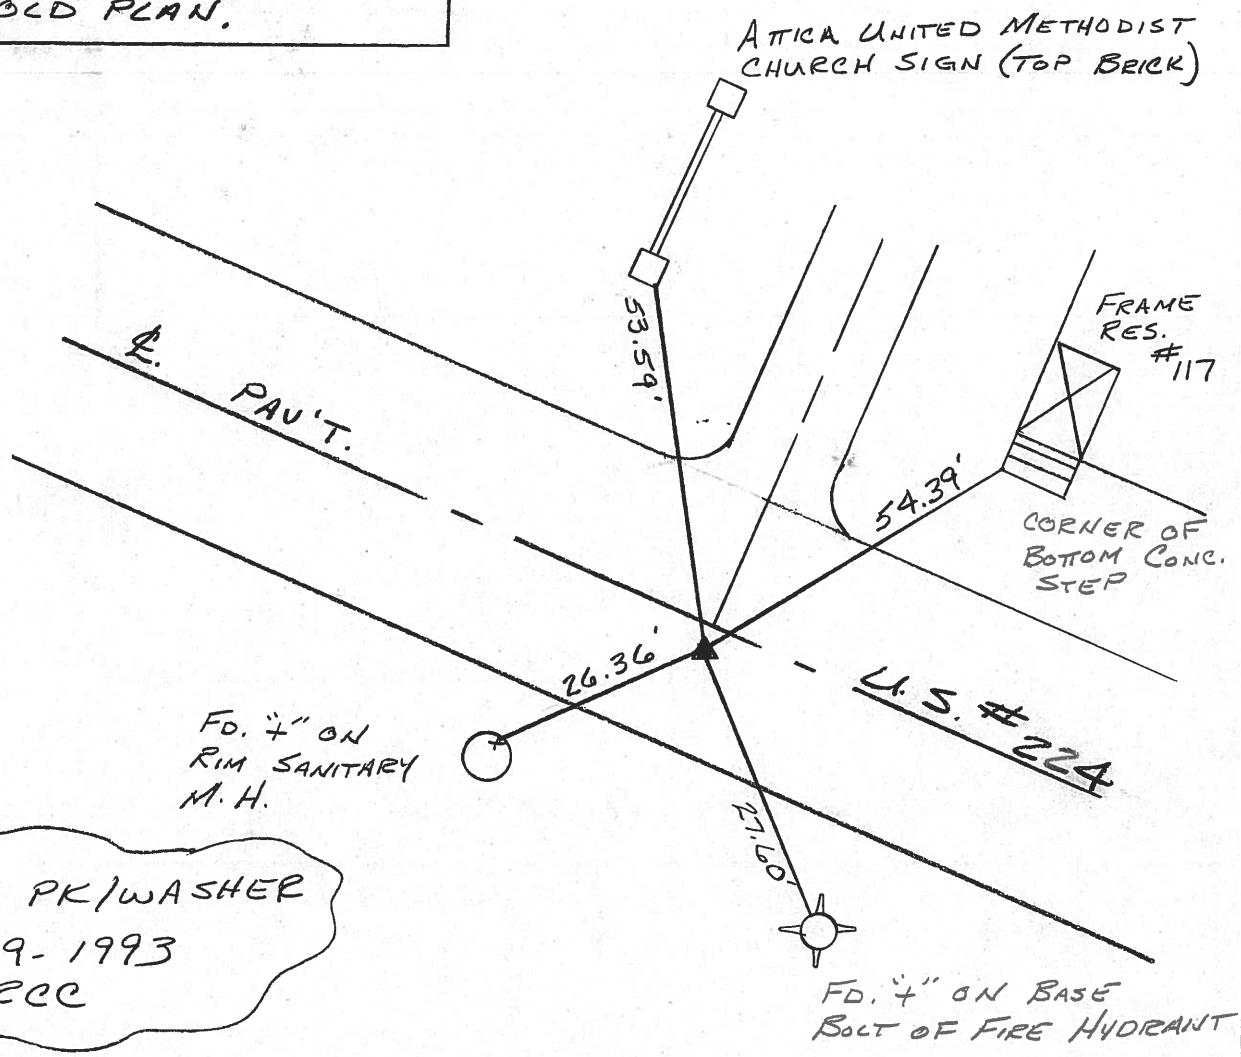 OLD PLAN.
ATTICA UNITED METHODIST
CHURCH SIGN (TOP BRICK)
53.59'
FRAME
RES.
#117
℄.
PAV'T.
54.39'
CORNER OF
BOTTOM CONC.
STEP
26.36'
U.S. #
224
FD. "+" ON
RIM SANITARY
M.H.
27.60'
PK/WASHER
9-1993
FD. "+" ON BASE
BOLT OF FIRE HYDRANT